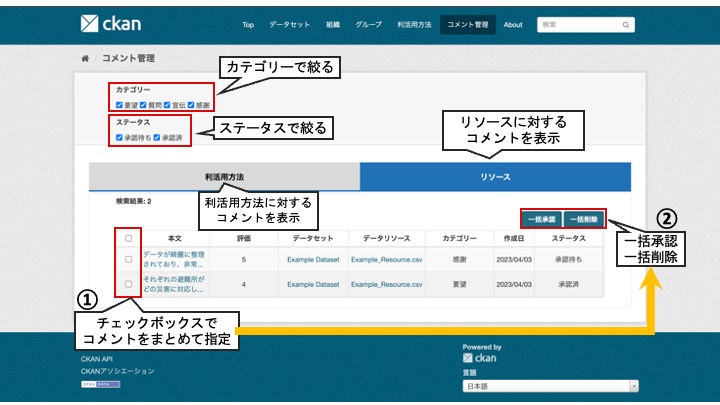 ckan
Top データセット 組織 グループ 利活用方法 コメント管理 About 検索
/ コメント管理
カテゴリーで絞る
カテゴリー
要望 質問 宣伝 感謝
ステータス
承認待ち 承認済
ステータスで絞る
リソースに対する
コメントを表示
利活用方法 リソース
検索結果: 2
利活用方法に対する
コメントを表示
一括承認 一括削除
②
一括承認
一括削除
本文 評価 データセット データリソース カテゴリー 作成日 ステータス
データが綺麗に整理
されており、非常...
5 Example Dataset Example_Resource.csv 感謝 2023/04/03 承認待ち
それぞれの避難所が
どの災害に対応し...
4 Example Dataset Example_Resource.csv 要望 2023/04/03 承認済
①
チェックボックスで
コメントをまとめて指定
CKAN API
CKANアソシエーション
Powered by
ckan
言語
日本語